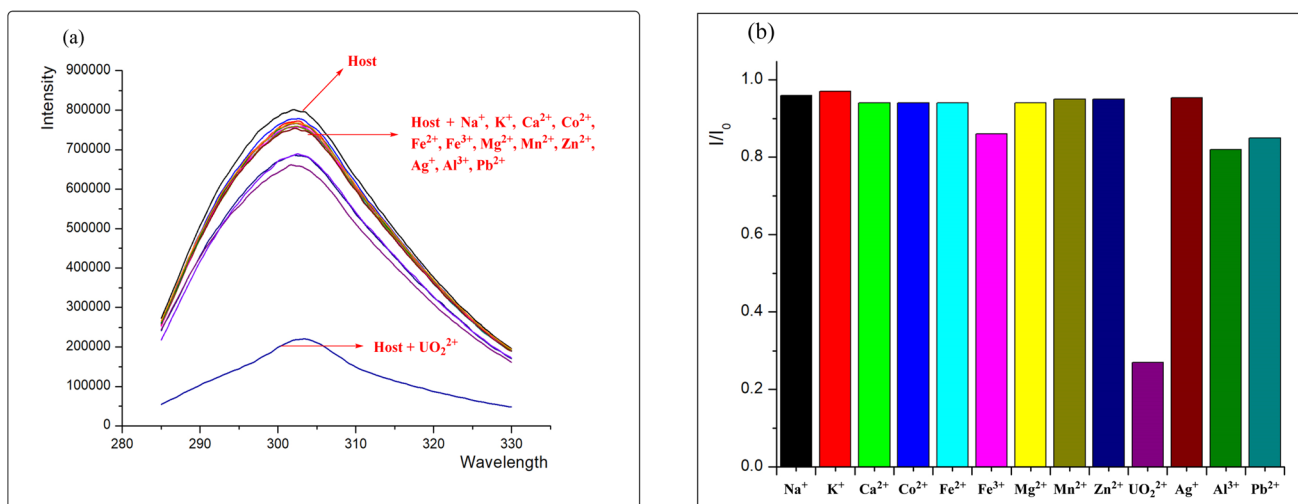 (a)
Intensity
900000
800000
700000
600000
500000
400000
300000
200000
100000
0
Host
Host + Na⁺, K⁺, Ca²⁺, Co²⁺,
Fe²⁺, Fe³⁺, Mg²⁺, Mn²⁺, Zn²⁺,
Ag⁺, Al³⁺, Pb²⁺
Host + UO₂²⁺
280 290 300 310 320 330
Wavelength
(b)
I/I₀
1.0
0.8
0.6
0.4
0.2
0.0
Na⁺ K⁺ Ca²⁺ Co²⁺ Fe²⁺ Fe³⁺ Mg²⁺ Mn²⁺ Zn²⁺ UO₂²⁺ Ag⁺ Al³⁺ Pb²⁺